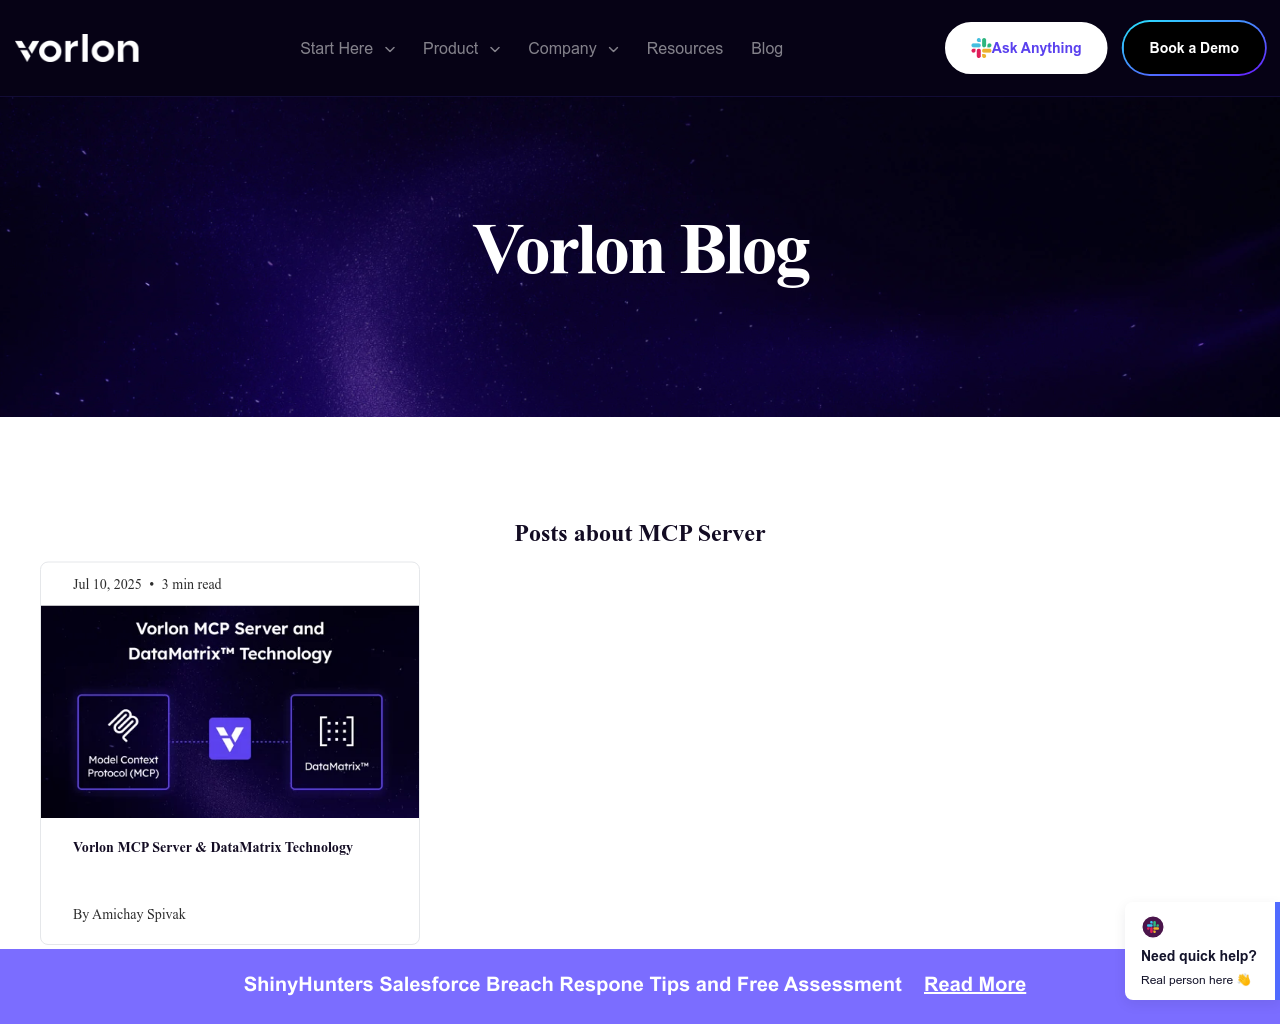 vorlon
Start Here
Product
Company
Resources
Blog
Ask Anything
Book a Demo
Vorlon Blog
Posts about MCP Server
Jul 10, 2025 • 3 min read
Vorlon MCP Server and
DataMatrix™ Technology
Model Context
Protocol (MCP)
DataMatrix™
Vorlon MCP Server & DataMatrix Technology
By Amichay Spivak
Need quick help?
Real person here 👋
ShinyHunters Salesforce Breach Respone Tips and Free Assessment Read More